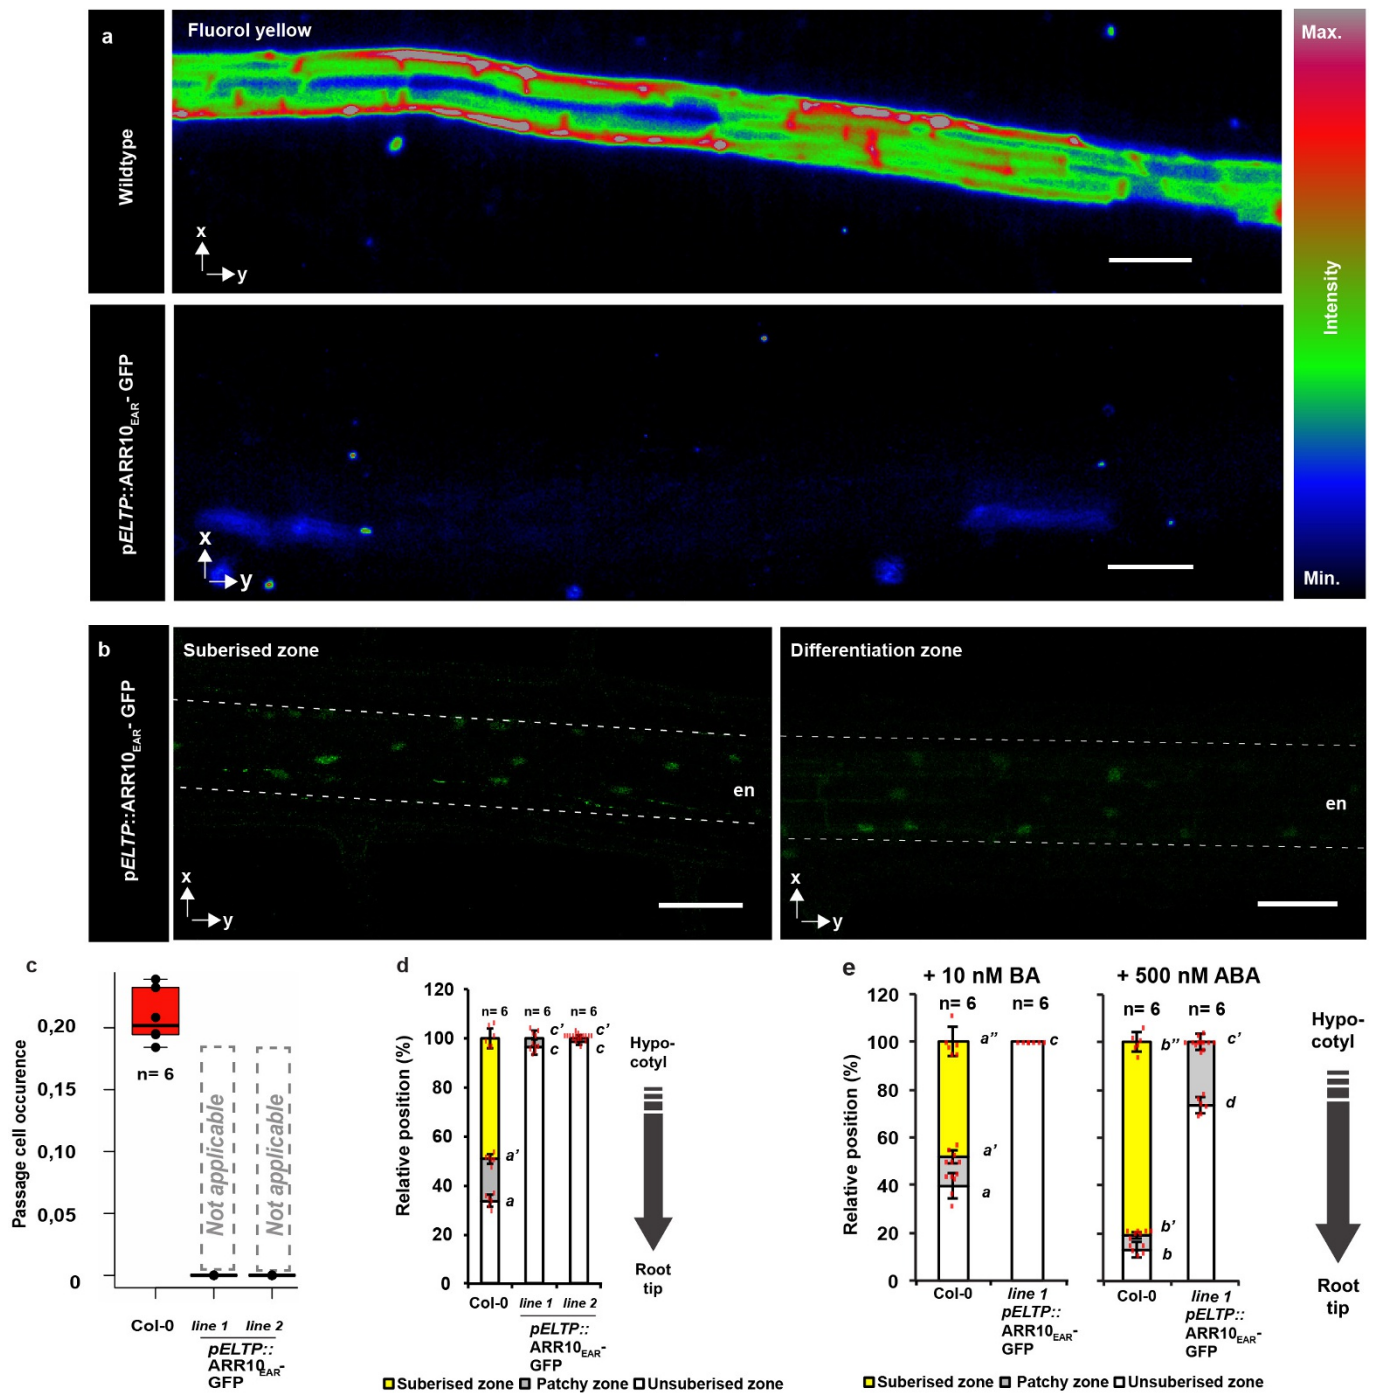 a
Fluorol yellow
Wildtype
x
y
Max.
Intensity
Min.
pELTP::ARR10EAR- GFP
x
y
b
pELTP::ARR10EAR- GFP
Suberised zone
en
x
y
Differentiation zone
en
x
y
c
Passage cell occurence
0,20
0,15
0,10
0,05
0
n= 6
Not applicable
Not applicable
Col-0
line 1
line 2
pELTP::
ARR10EAR-
GFP
d
Relative position (%)
120
100
80
60
40
20
0
n= 6
n= 6
n= 6
a'
a
c'
c
c'
c
Col-0
line 1
line 2
pELTP::
ARR10EAR-
GFP
Hypo-
cotyl
Root
tip
Suberised zone
Patchy zone
Unsuberised zone
e
+ 10 nM BA
Relative position (%)
120
100
80
60
40
20
0
n= 6
n= 6
a''
a'
a
c
Col-0
line 1
pELTP::
ARR10EAR-
GFP
+ 500 nM ABA
n= 6
n= 6
b''
b'
b
c'
d
Col-0
line 1
pELTP::
ARR10EAR-
GFP
Hypo-
cotyl
Root
tip
Suberised zone
Patchy zone
Unsuberised zone